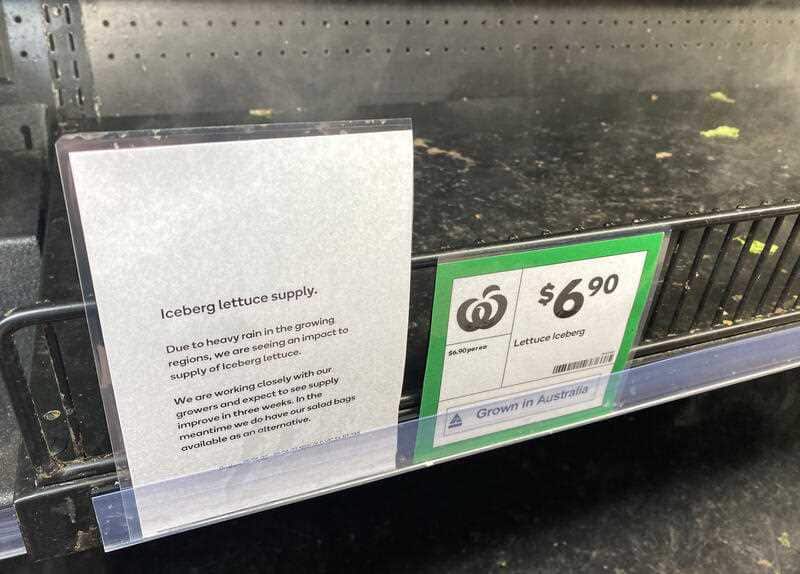 Iceberg lettuce supply.
Due to heavy rain in the growing
regions, we are seeing an impact to
supply of Iceberg lettuce.
We are working closely with our
growers and expect to see supply
improve in three weeks. In the
meantime we do have our salad bags
available as an alternative.
$6.90
$6.90 per ea
Lettuce Iceberg
Grown in Australia